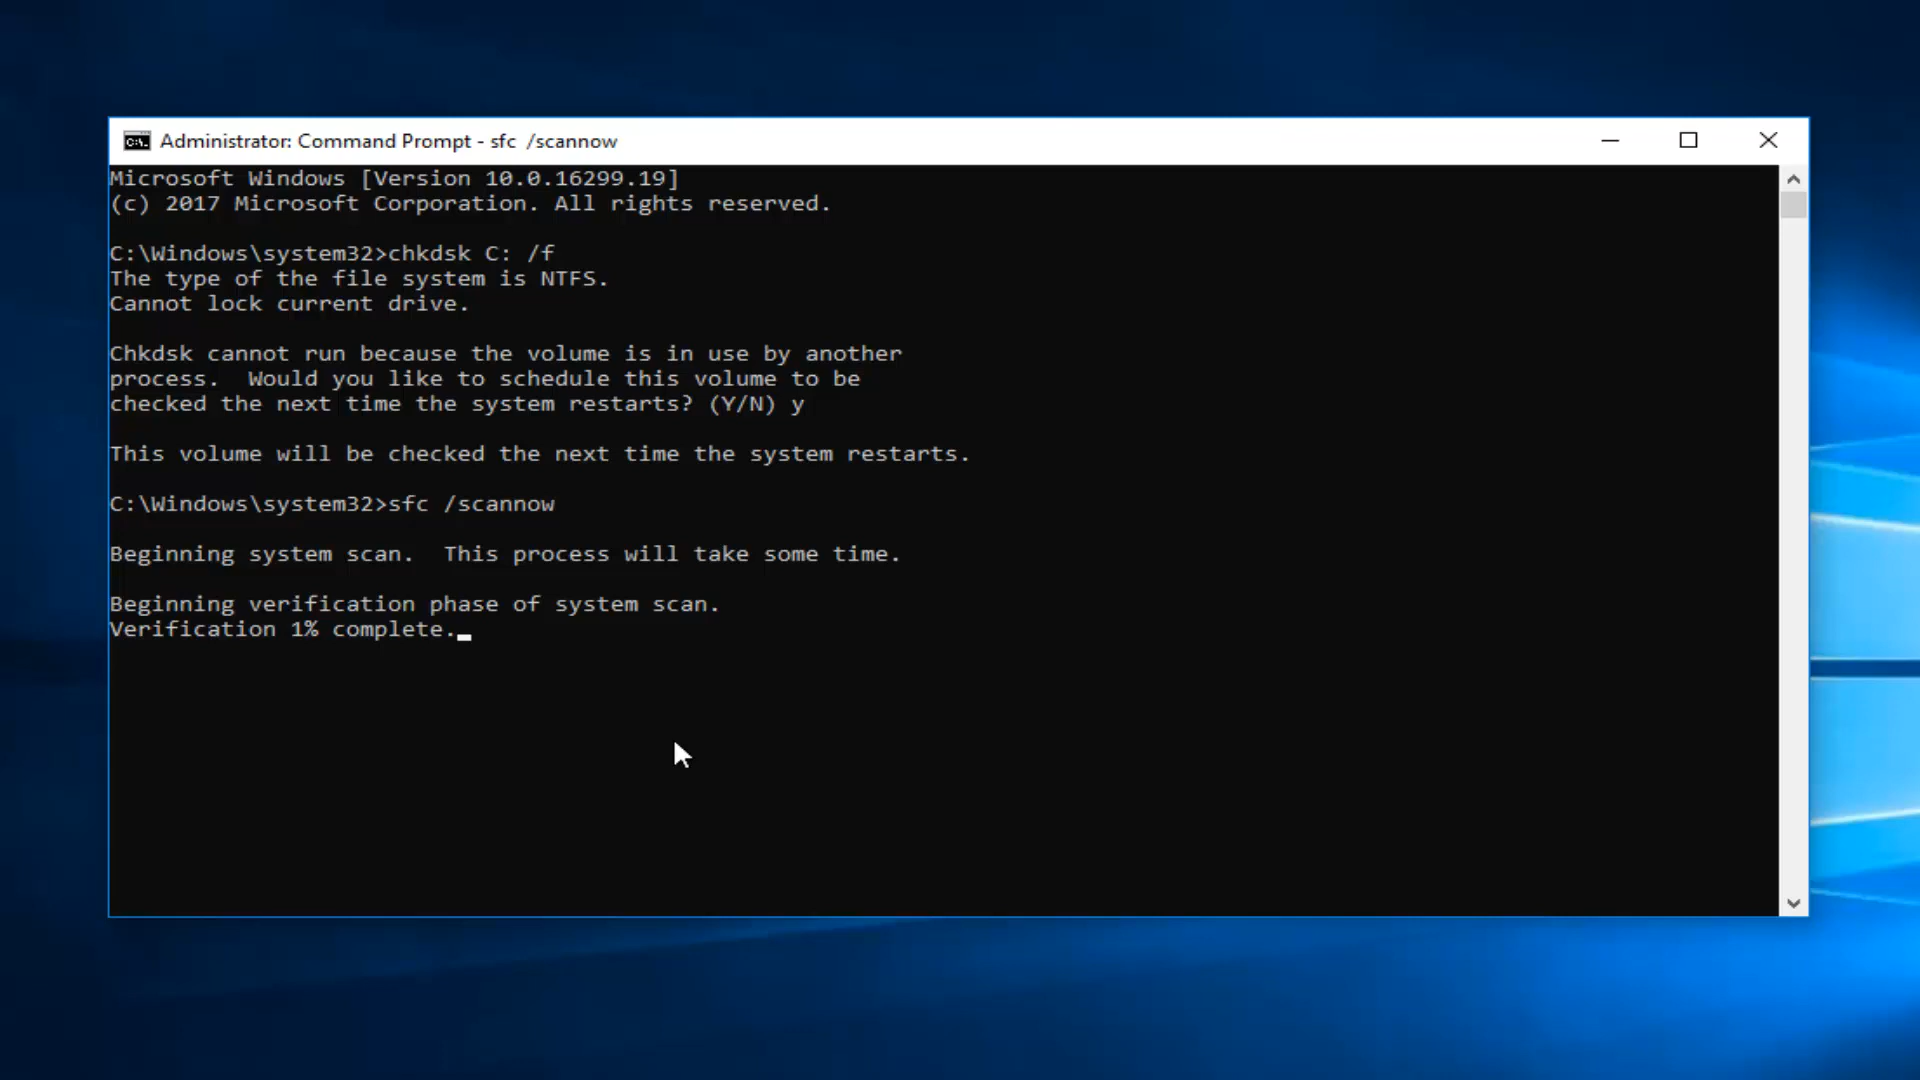 Administrator: Command Prompt - sfc  /scannow
Microsoft Windows [Version 10.0.16299.19]
(c) 2017 Microsoft Corporation. All rights reserved.
C:\Windows\system32>chkdsk C: /f
The type of the file system is NTFS.
Cannot lock current drive.
Chkdsk cannot run because the volume is in use by another
process.  Would you like to schedule this volume to be
checked the next time the system restarts? (Y/N) y
This volume will be checked the next time the system restarts.
C:\Windows\system32>sfc /scannow
Beginning system scan.  This process will take some time.
Beginning verification phase of system scan.
Verification 1% complete.